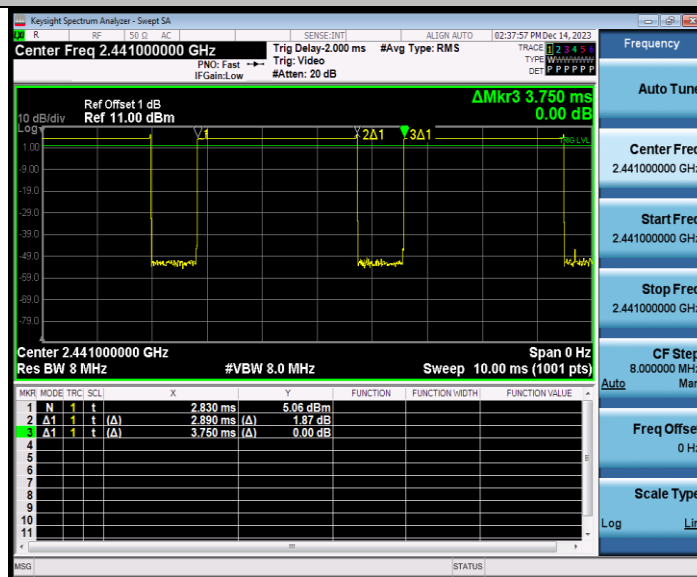 Keysight Spectrum Analyzer - Swept SA
LXI R RF 50 Ω AC SENSE:INT ALIGN AUTO 02:37:57 PM Dec 14, 2023
Center Freq 2.441000000 GHz
PNO: Fast
IFGain:Low
Trig Delay-2.000 ms
Trig: Video
#Atten: 20 dB
#Avg Type: RMS
TRACE 1 2 3 4 5 6
TYPE W
DET P P P P P P
ΔMkr3 3.750 ms
0.00 dB
Ref Offset 1 dB
10 dB/div Ref 11.00 dBm
Log
1 2Δ1 3Δ1
TRIG LVL
1.00
-9.00
-19.0
-29.0
-39.0
-49.0
-59.0
-69.0
-79.0
Center 2.441000000 GHz Span 0 Hz
Res BW 8 MHz #VBW 8.0 MHz Sweep 10.00 ms (1001 pts)
MKR MODE TRC SCL X Y FUNCTION FUNCTION WIDTH FUNCTION VALUE
1 N 1 t 2.830 ms 5.06 dBm
2 Δ1 1 t (Δ) 2.890 ms (Δ) 1.87 dB
3 Δ1 1 t (Δ) 3.750 ms (Δ) 0.00 dB
4
5
6
7
8
9
10
11
MSG STATUS
Frequency
Auto Tune
Center Freq
2.441000000 GHz
Start Freq
2.441000000 GHz
Stop Freq
2.441000000 GHz
CF Step
8.000000 MHz
Auto Man
Freq Offset
0 Hz
Scale Type
Log Lin